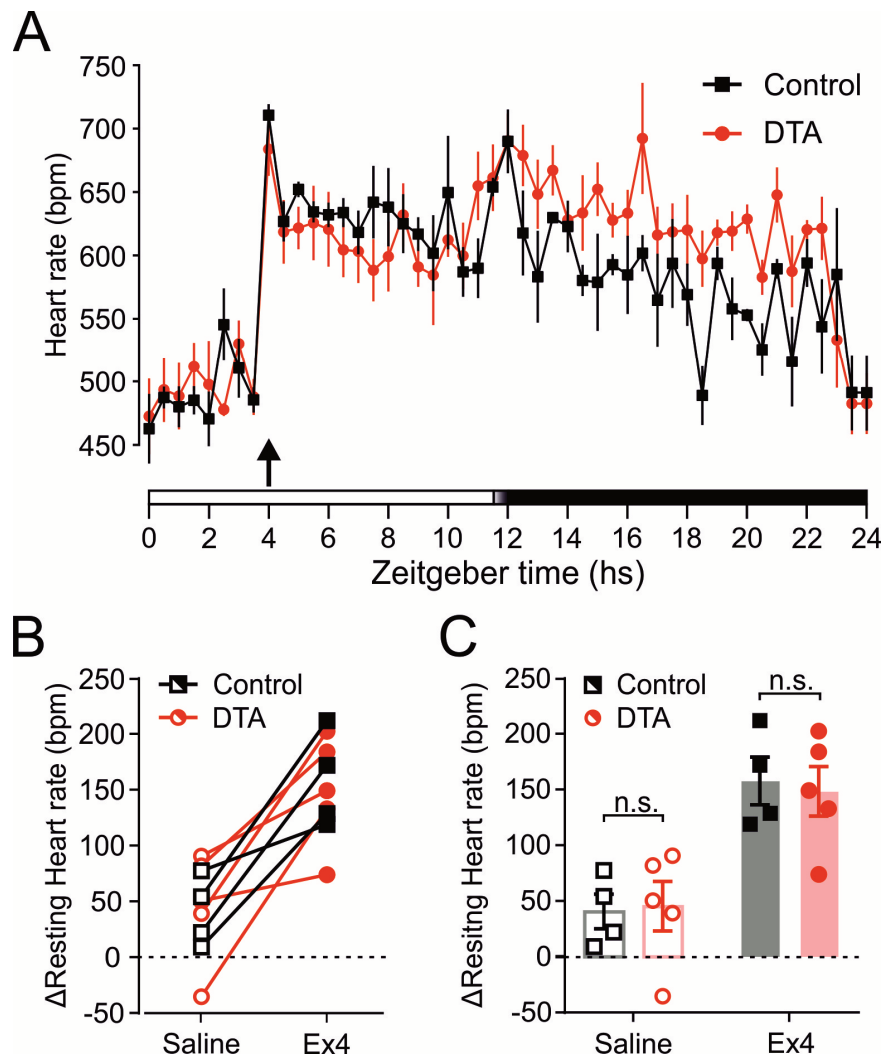 A
Heart rate (bpm)
750
700
650
600
550
500
450
Control
DTA
0 2 4 6 8 10 12 14 16 18 20 22 24
Zeitgeber time (hs)
B
ΔResting Heart rate (bpm)
250
200
150
100
50
0
-50
Control
DTA
Saline Ex4
C
ΔResitng Heart rate (bpm)
250
200
150
100
50
0
-50
Control
DTA
n.s.
n.s.
Saline Ex4